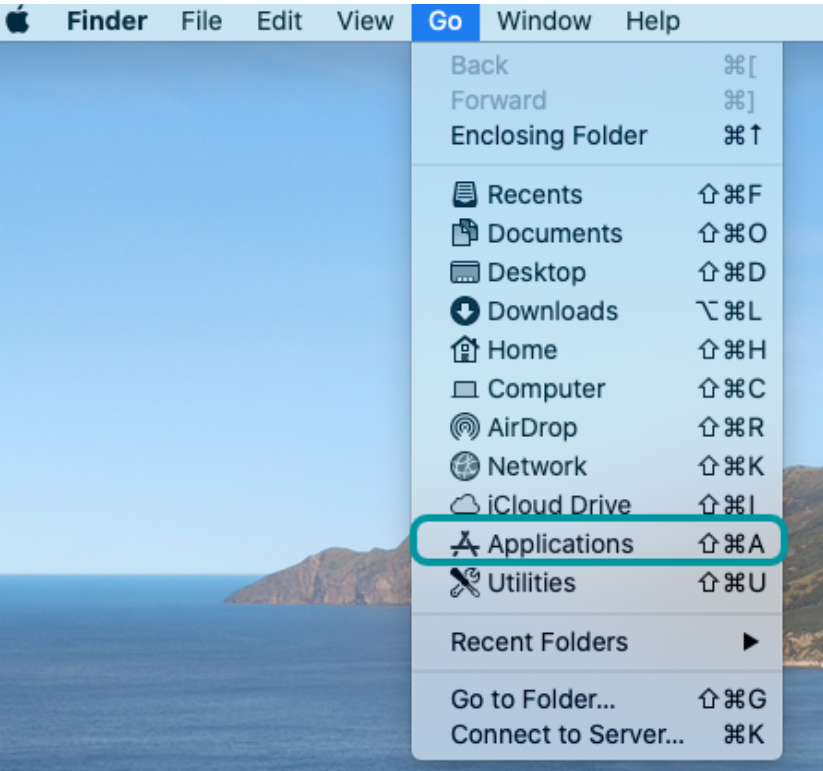 Finder File Edit View Go Window Help
Back ⌘[
Forward ⌘]
Enclosing Folder ⌘↑
Recents ⇧⌘F
Documents ⇧⌘O
Desktop ⇧⌘D
Downloads ⌥⌘L
Home ⇧⌘H
Computer ⇧⌘C
AirDrop ⇧⌘R
Network ⇧⌘K
iCloud Drive ⇧⌘I
Applications ⇧⌘A
Utilities ⇧⌘U
Recent Folders ▶
Go to Folder... ⇧⌘G
Connect to Server... ⌘K